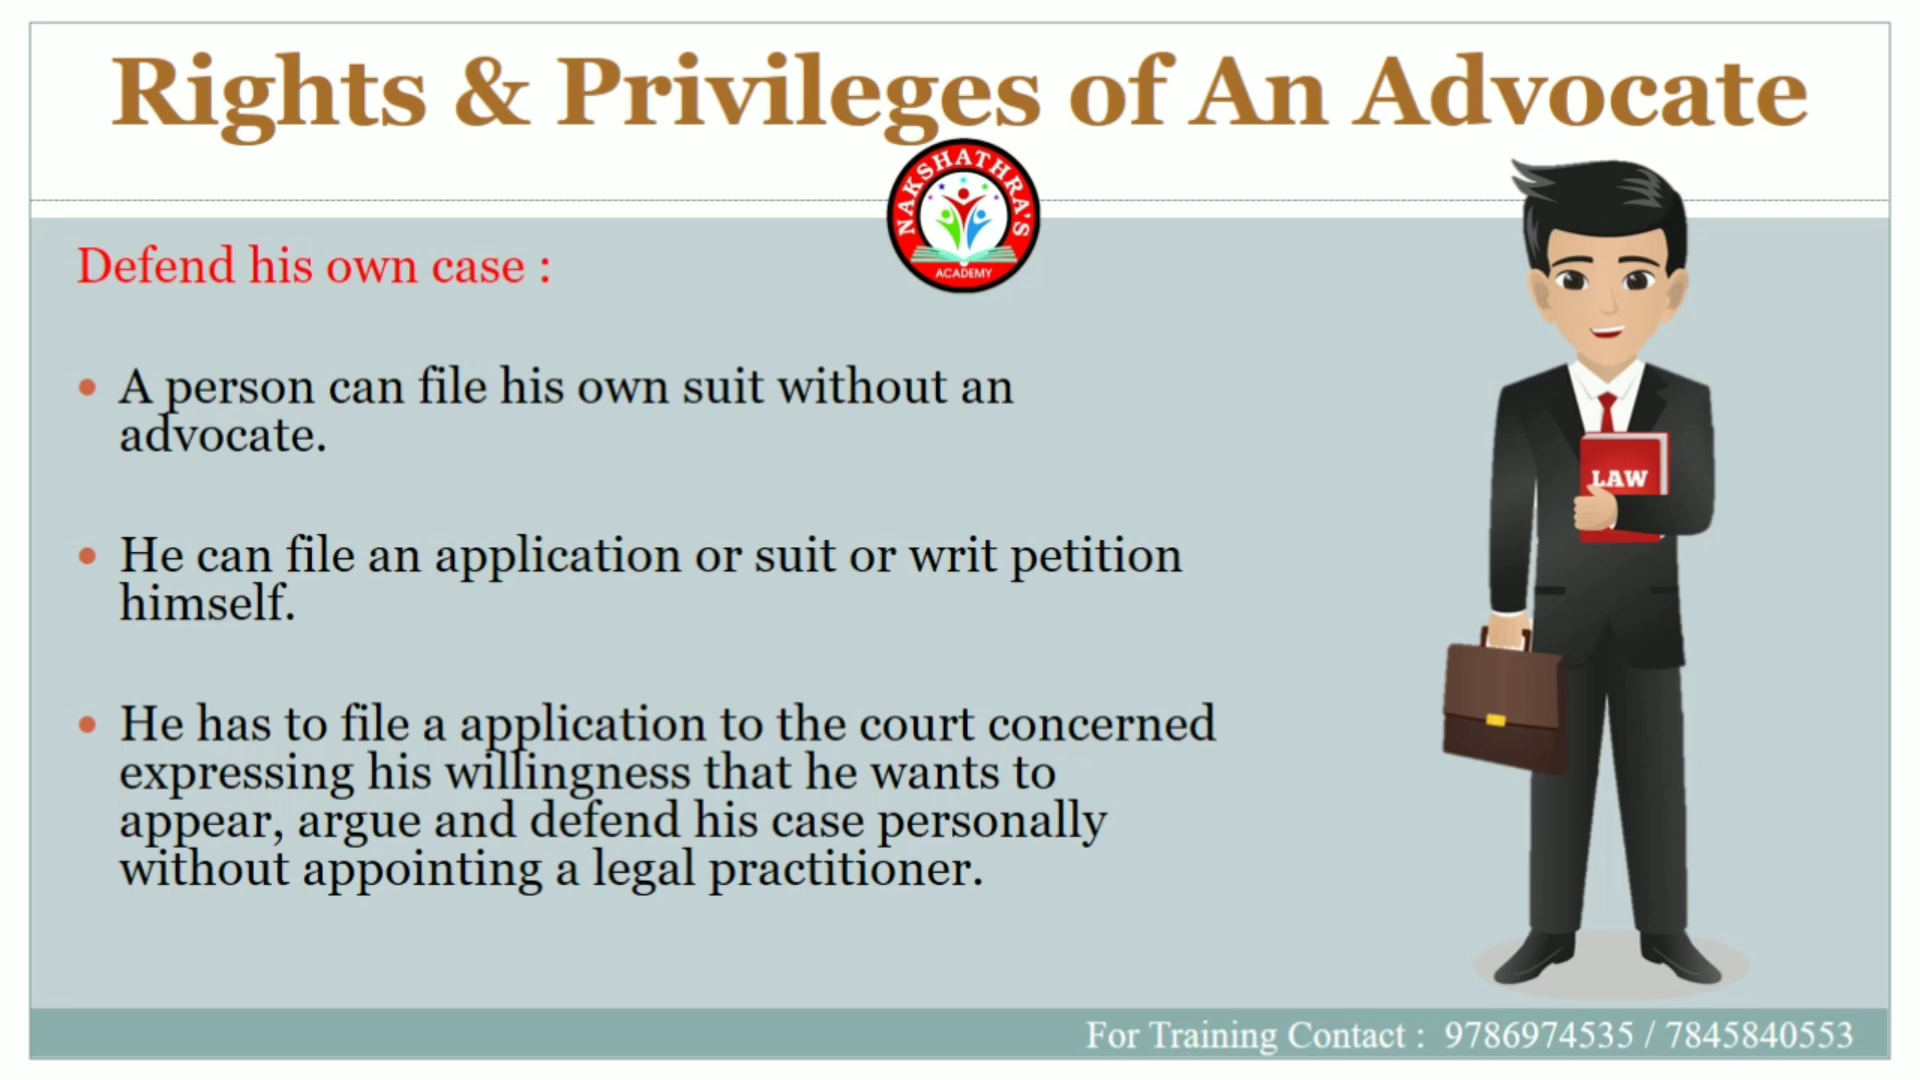 Rights & Privileges of An Advocate
NAKSHATHRA'S
ACADEMY
Defend his own case :
• A person can file his own suit without an
advocate.
• He can file an application or suit or writ petition
himself.
• He has to file a application to the court concerned
expressing his willingness that he wants to
appear, argue and defend his case personally
without appointing a legal practitioner.
LAW
For Training Contact : 9786974535 / 7845840553